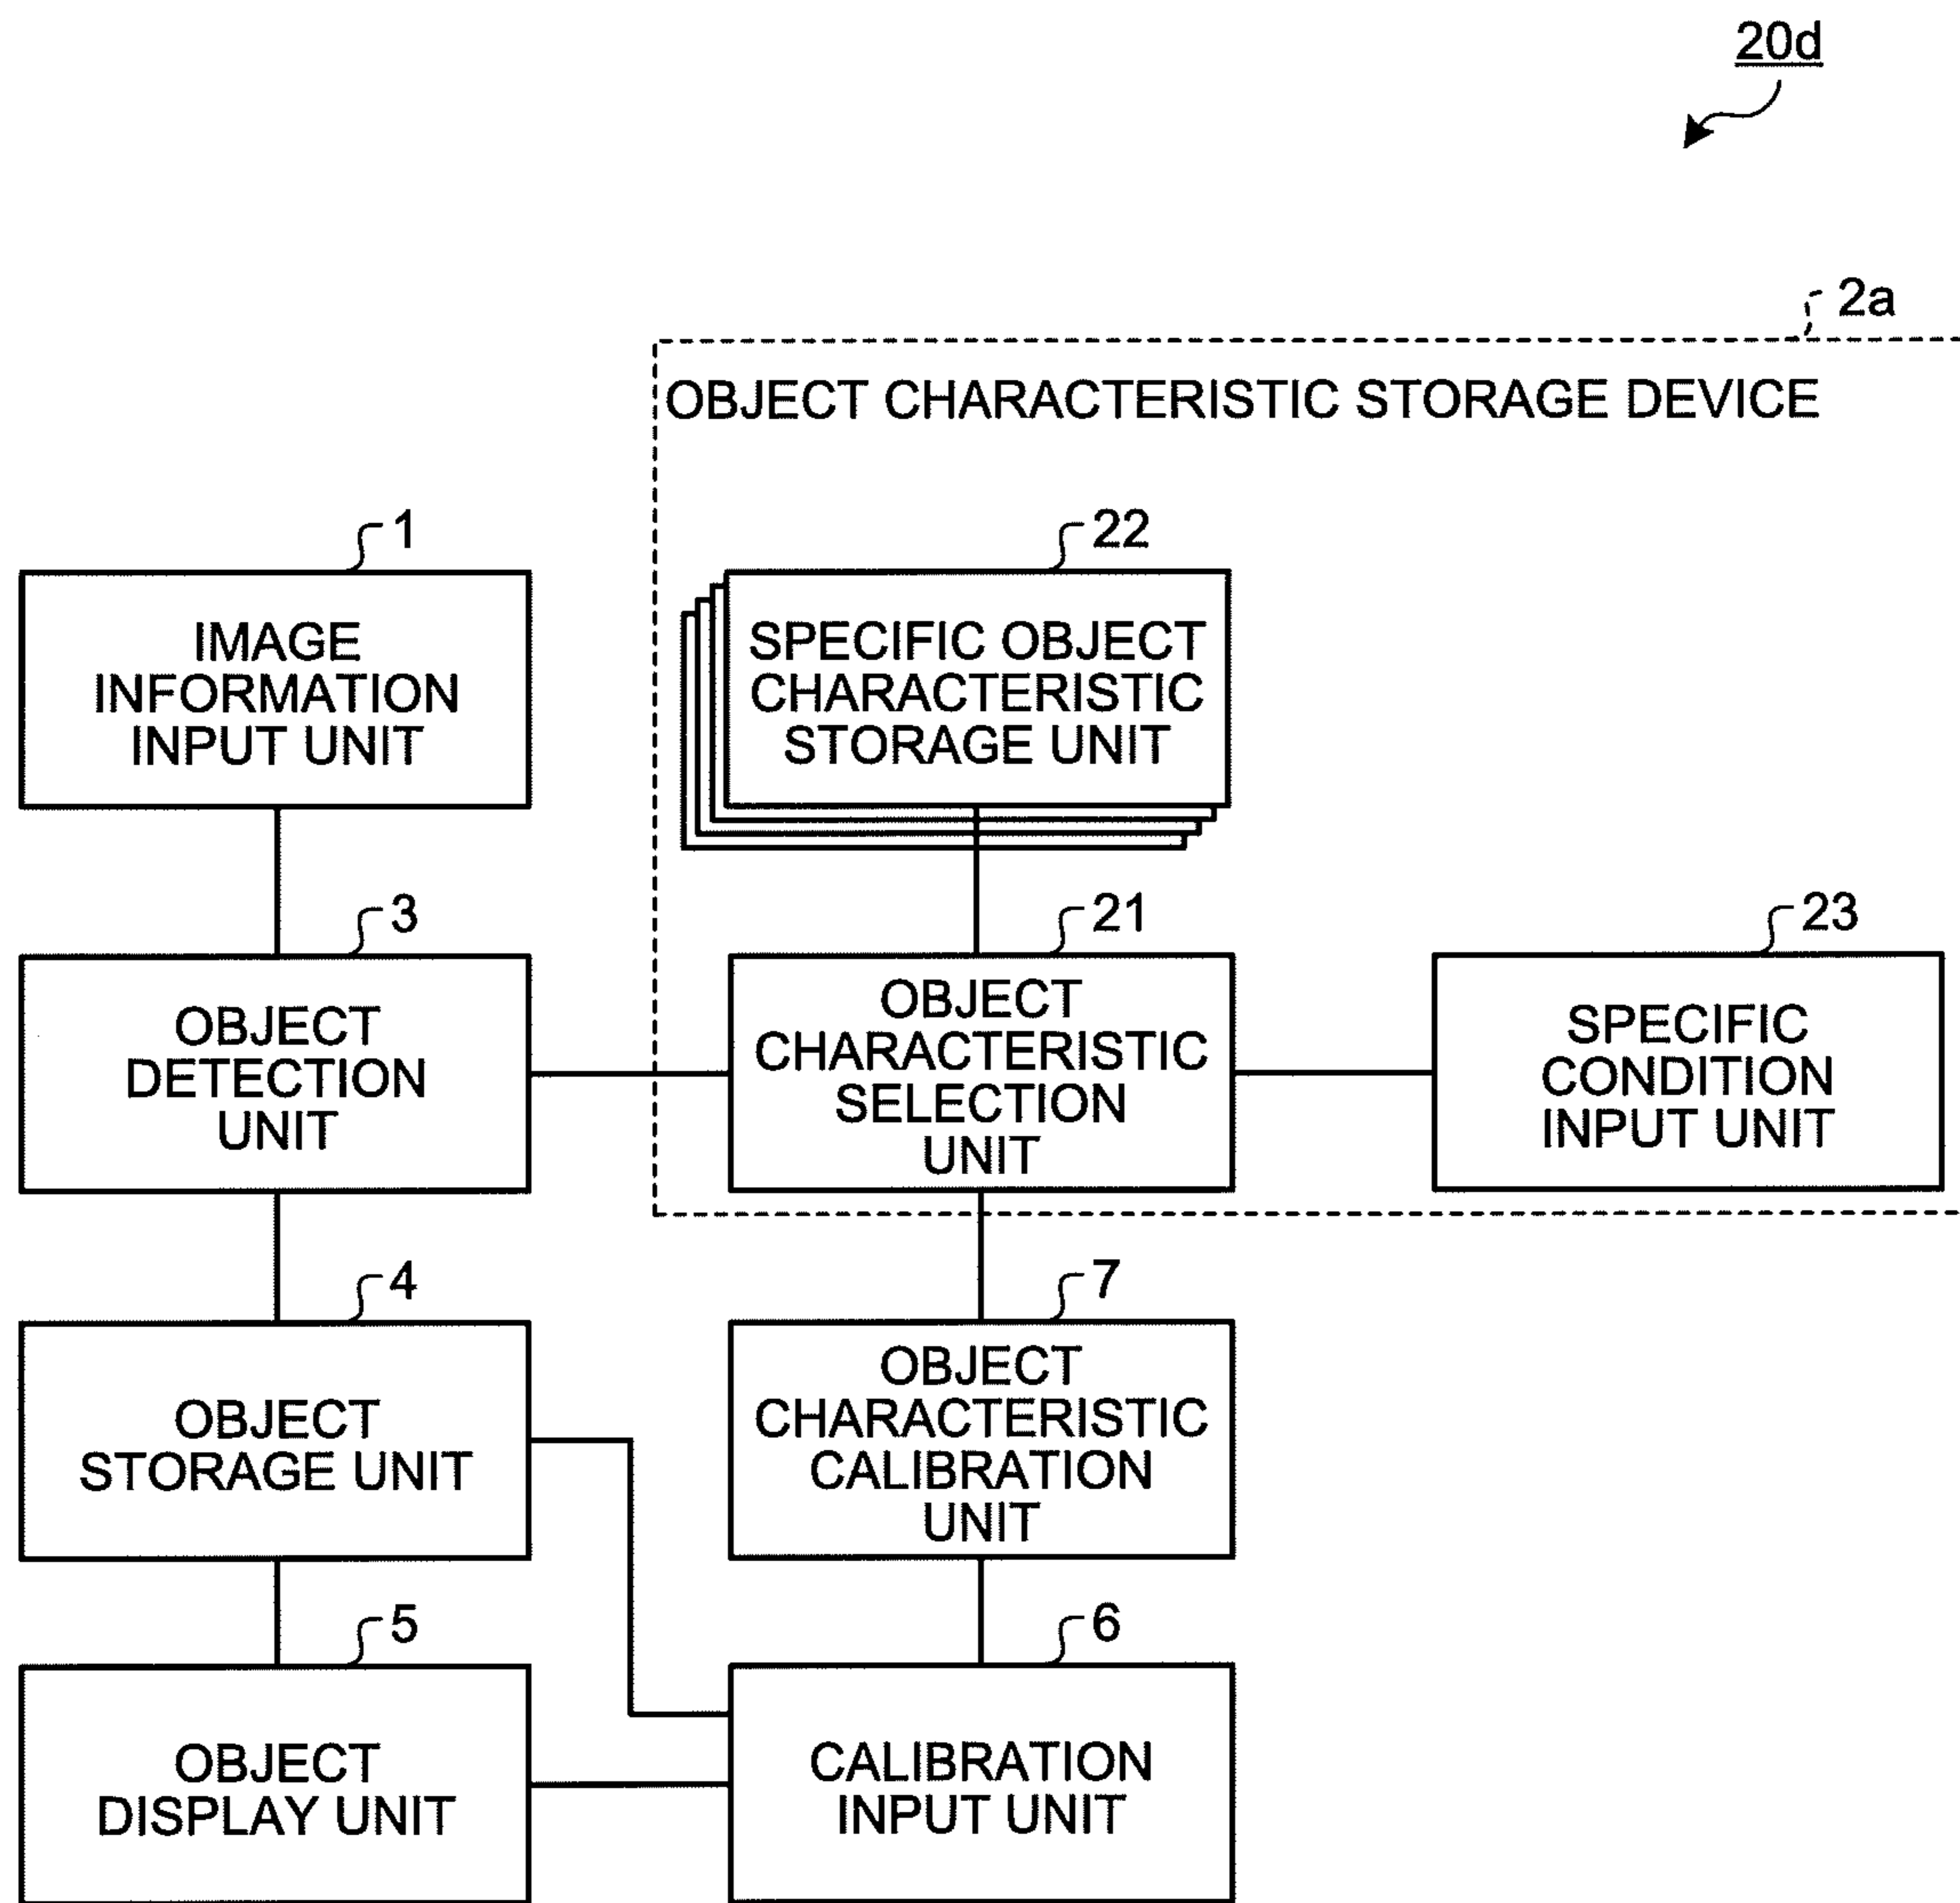 20d
2a
OBJECT CHARACTERISTIC STORAGE DEVICE
1
IMAGE
INFORMATION
INPUT UNIT
22
SPECIFIC OBJECT
CHARACTERISTIC
STORAGE UNIT
3
OBJECT
DETECTION
UNIT
21
OBJECT
CHARACTERISTIC
SELECTION
UNIT
23
SPECIFIC
CONDITION
INPUT UNIT
4
OBJECT
STORAGE UNIT
7
OBJECT
CHARACTERISTIC
CALIBRATION
UNIT
5
OBJECT
DISPLAY UNIT
6
CALIBRATION
INPUT UNIT